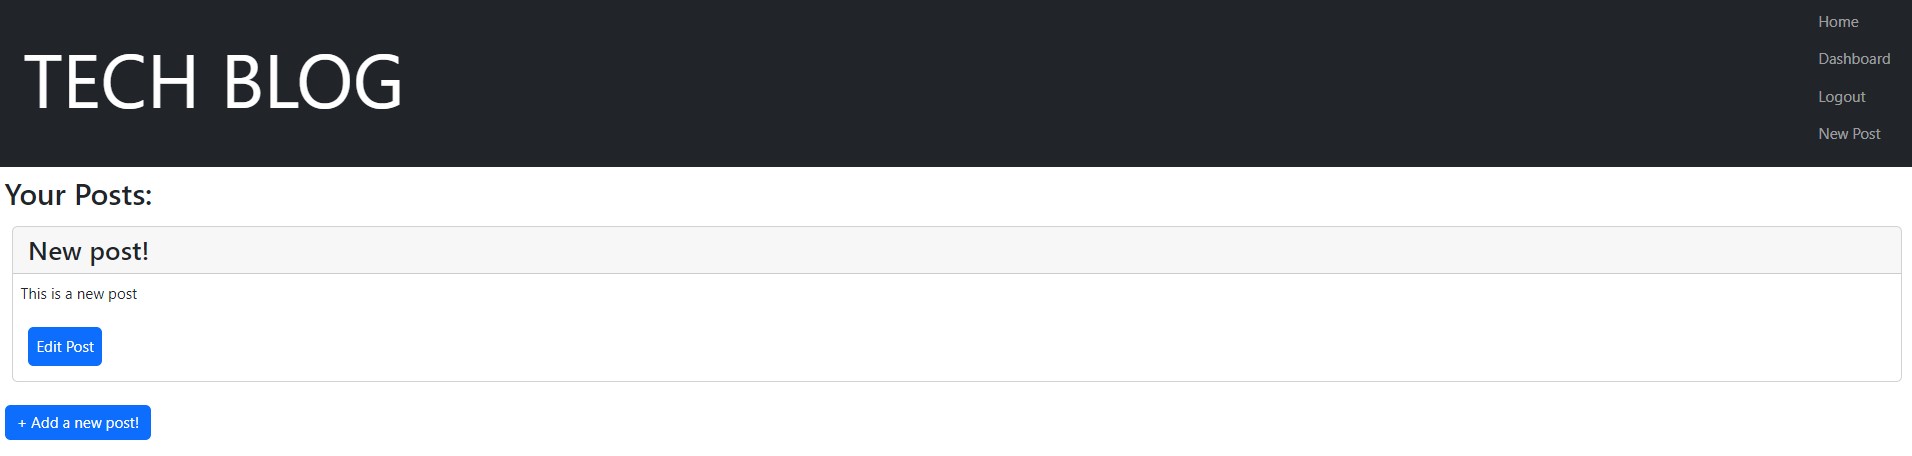 TECH BLOG
Home
Dashboard
Logout
New Post
Your Posts:
New post!
This is a new post
Edit Post
+ Add a new post!